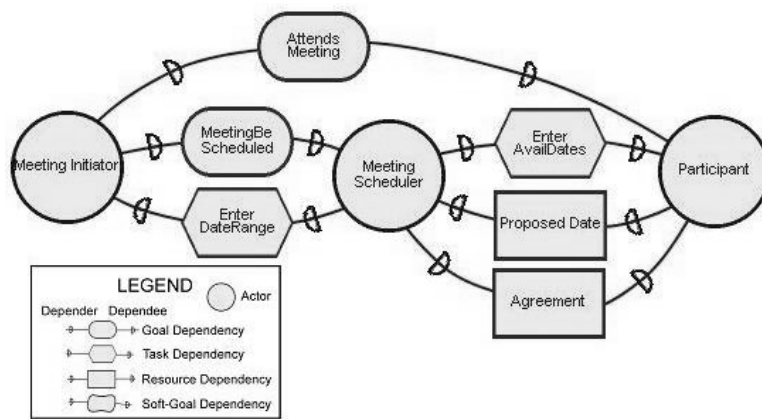 Attends
Meeting
Meeting Initiator
MeetingBe
Scheduled
Enter
DateRange
Meeting
Scheduler
Enter
AvailDates
Proposed Date
Agreement
Participant
LEGEND
Actor
Depender Dependee
Goal Dependency
Task Dependency
Resource Dependency
Soft-Goal Dependency